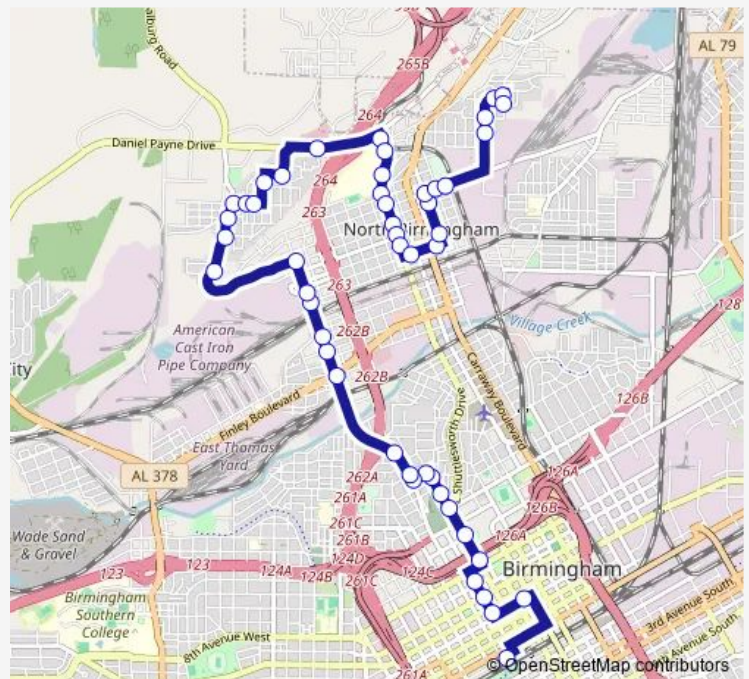 265B
AL 79
264
Daniel Payne Drive
264
263
North Birmingham
263
128
American
Cast Iron
Pipe Company
262B
Village Creek
262B
126B
Finley Boulevard
Carraway Boulevard
Shuttlesworth Drive
East Thomas
Yard
AL 378
262A
126A
261A
126B
Wade Sand
& Gravel
261C
261B
126A
124D
123
123
124A
124B
261C
124C
Birmingham
Birmingham
Southern
College
3rd Avenue South
8th Avenue West
261A
© OpenStreetMap contributors